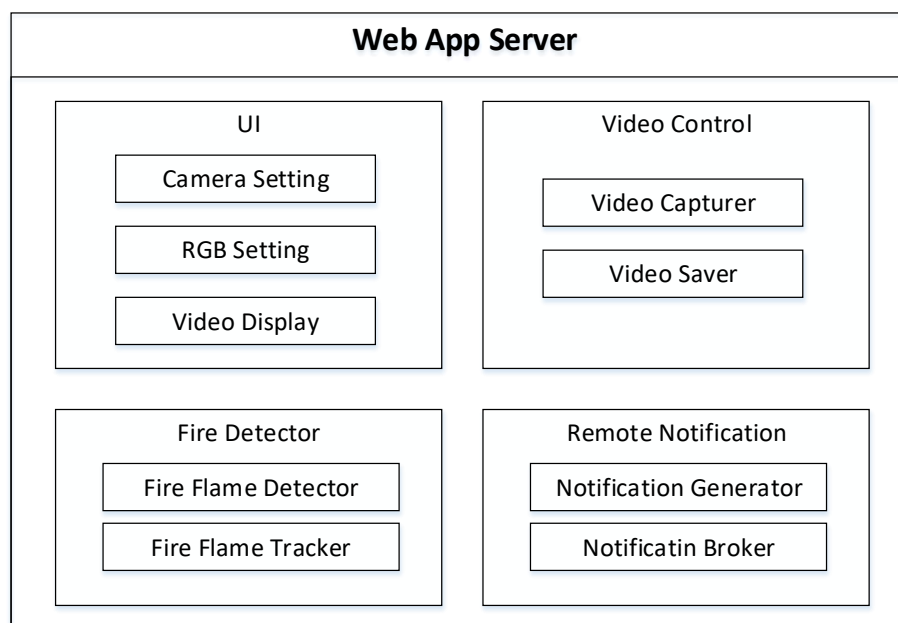 Web App Server
UI
Camera Setting
RGB Setting
Video Display
Video Control
Video Capturer
Video Saver
Fire Detector
Fire Flame Detector
Fire Flame Tracker
Remote Notification
Notification Generator
Notificatin Broker